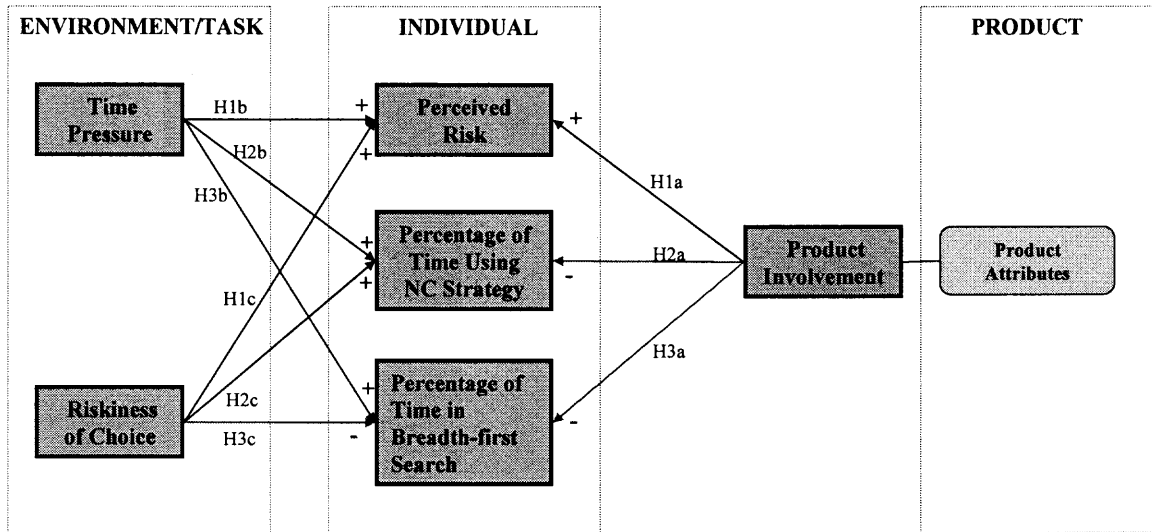 ENVIRONMENT/TASK
INDIVIDUAL
PRODUCT
Time
Pressure
H1b
+
Perceived
Risk
+
+
H2b
H3b
H1a
+
Percentage of
Time Using
NC Strategy
+
H2a
-
Product
Involvement
Product
Attributes
H1c
H3a
Riskiness
of Choice
H2c
H3c
+
-
Percentage of
Time in
Breadth-first
Search
-